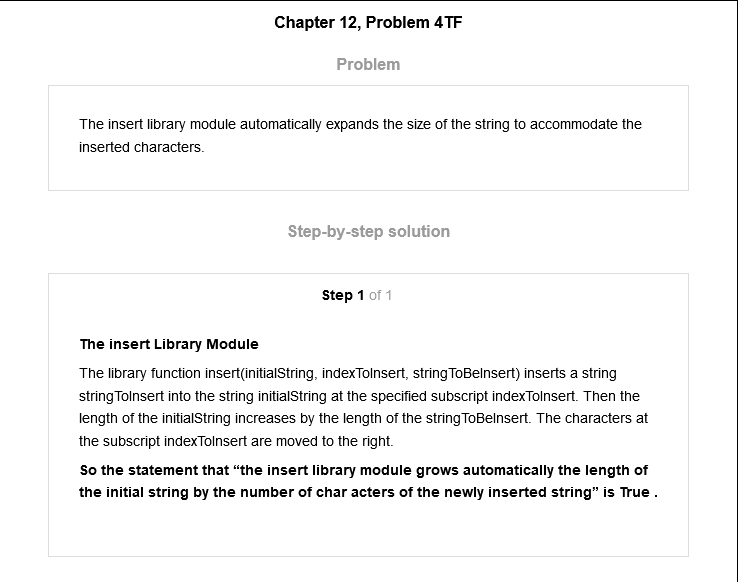 Chapter 12, Problem 4TF
Problem
The insert library module automatically expands the size of the string to accommodate the
inserted characters.
Step-by-step solution
Step 1 of 1
The insert Library Module
The library function insert(initialString, indexToInsert, stringToBeInsert) inserts a string
stringToInsert into the string initialString at the specified subscript indexToInsert. Then the
length of the initialString increases by the length of the stringToBeInsert. The characters at
the subscript indexToInsert are moved to the right.
So the statement that “the insert library module grows automatically the length of
the initial string by the number of char acters of the newly inserted string” is True .